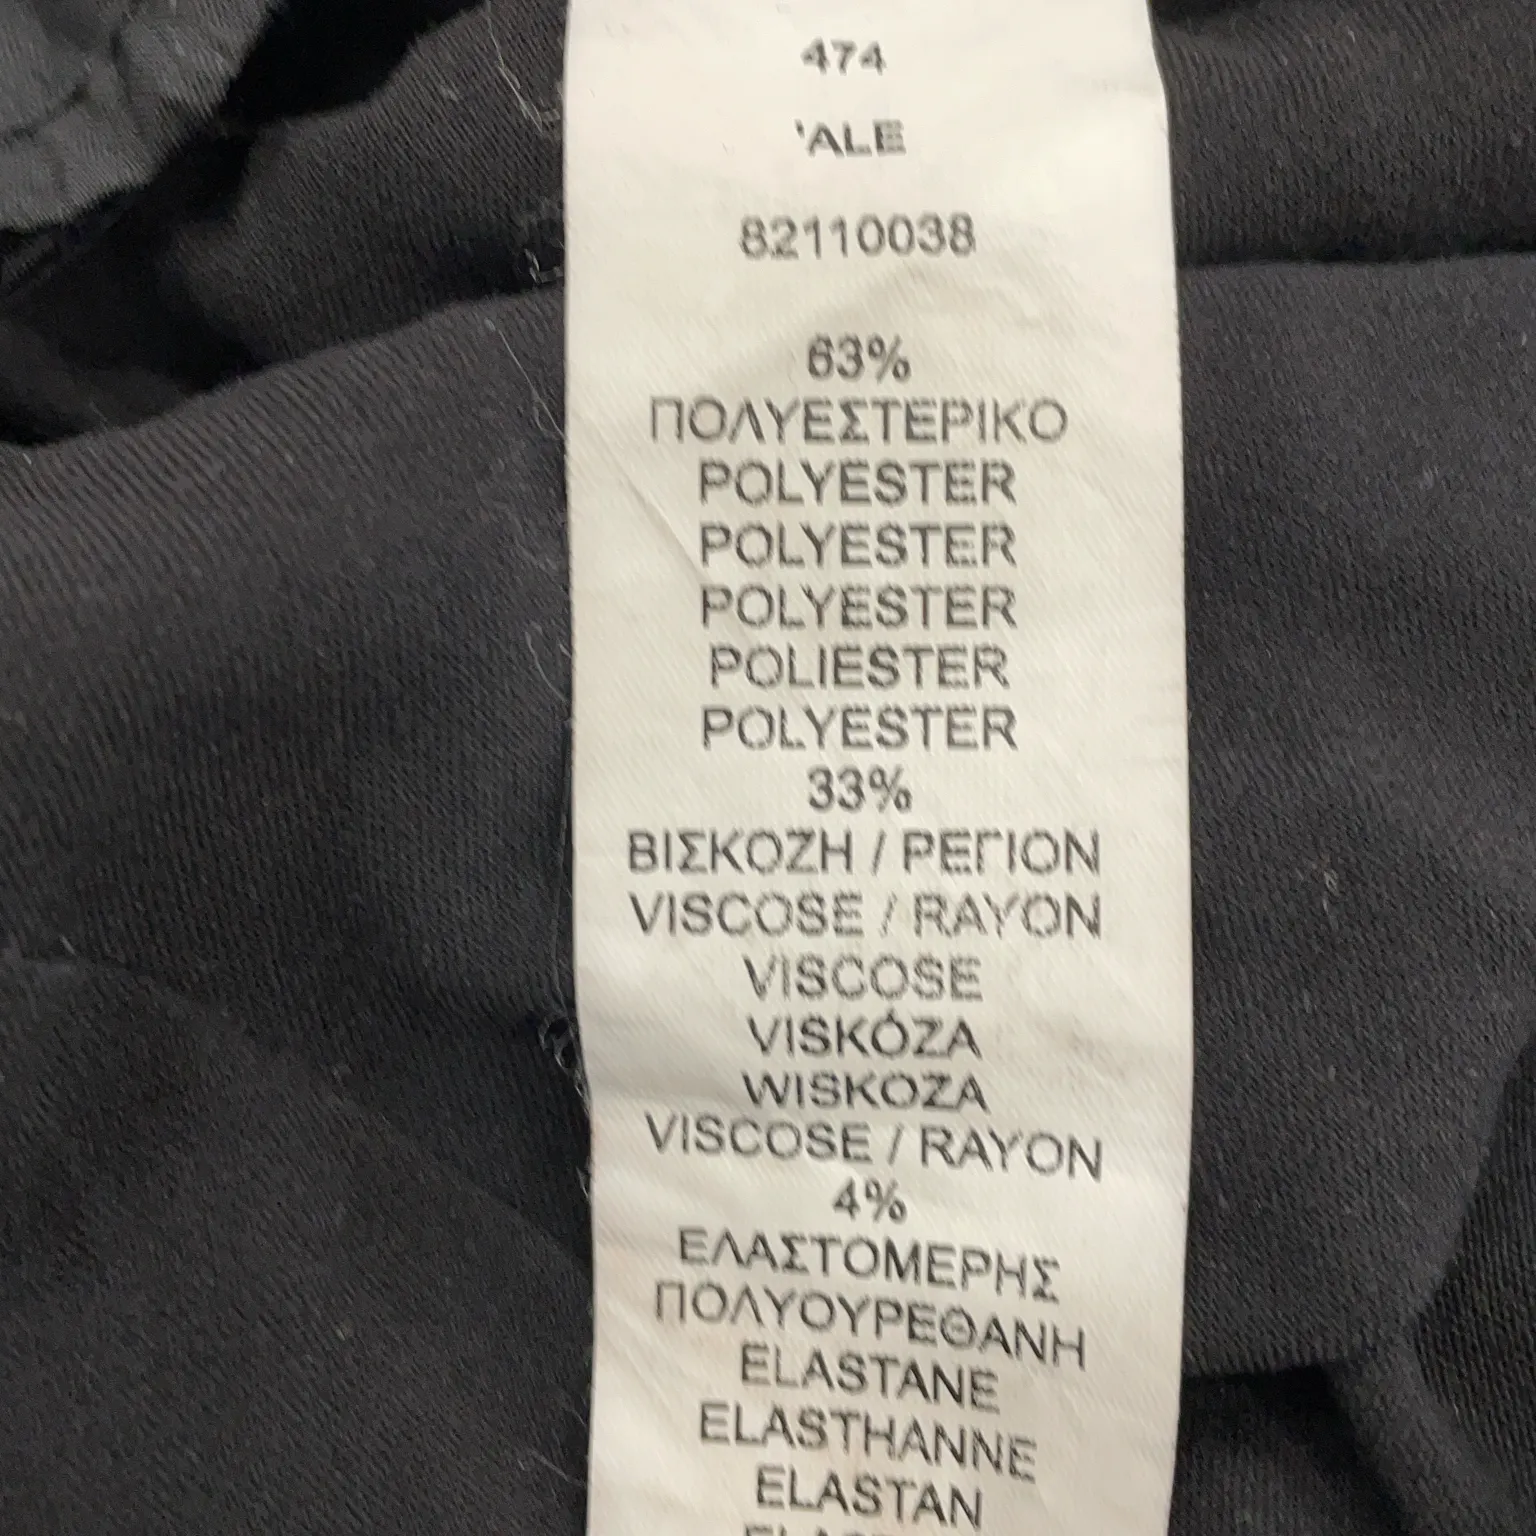 474
'ALE
82110038
63%
ΠΟΛΥΕΣΤΕΡΙΚΟ
POLYESTER
POLYESTER
POLYESTER
POLIESTER
POLYESTER
33%
ΒΙΣΚΟΖΗ / ΡΕΓΙΟΝ
VISCOSE / RAYON
VISCOSE
VISKÓZA
WISKOZA
VISCOSE / RAYON
4%
ΕΛΑΣΤΟΜΕΡΗΣ
ΠΟΛΥΟΥΡΕΘΑΝΗ
ELASTANE
ELASTHANNE
ELASTAN